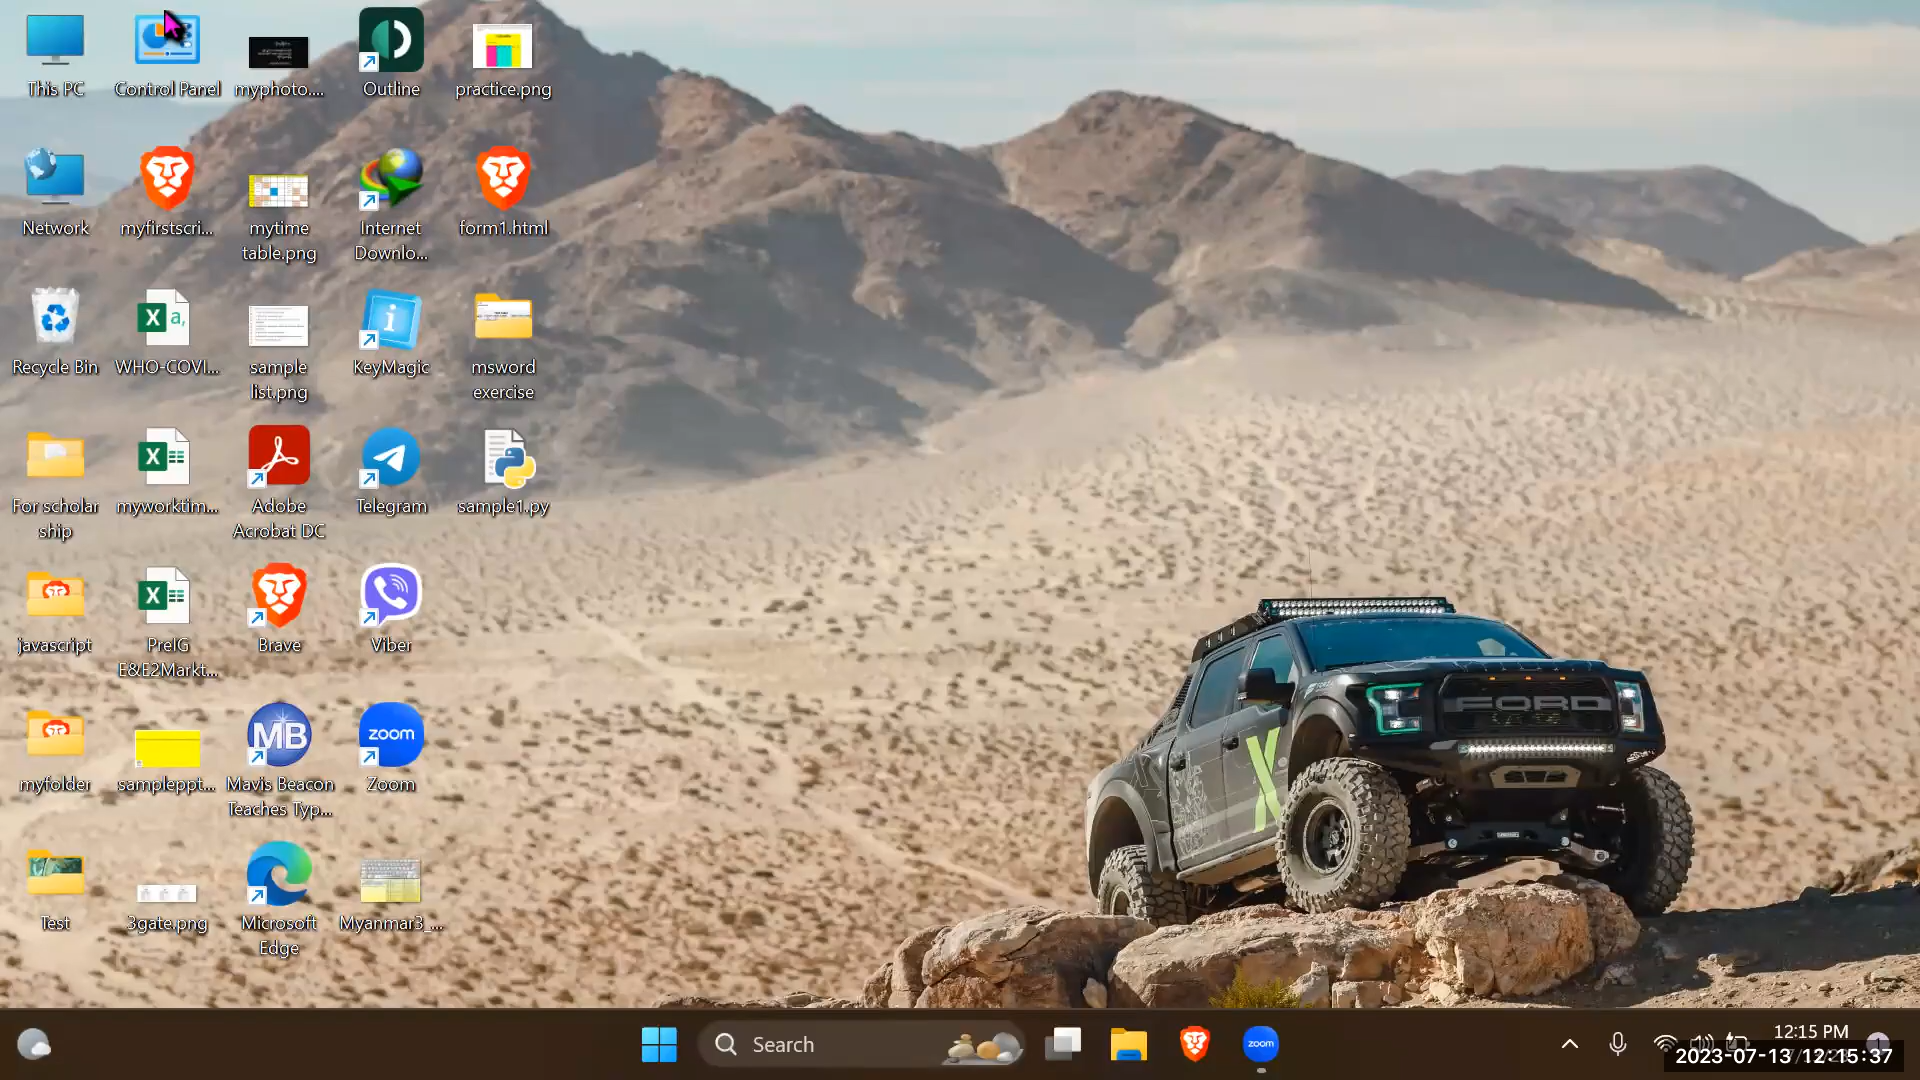 This PC
Control Panel
myphoto....
Outline
practice.png
Network
myfirstscri...
mytime
table.png
Internet
Downlo...
form1.html
Recycle Bin
WHO-COVI...
sample
list.png
KeyMagic
msword
exercise
For scholar
ship
myworktim...
Adobe
Acrobat DC
Telegram
sample1.py
javascript
PreIG
E&E2Markt...
Brave
Viber
myfolder
sampleppt...
MB
Mavis Beacon
Teaches Typ...
zoom
Zoom
Test
3gate.png
Microsoft
Edge
Myanmar3_...
FORD
X
Search
zoom
12:15 PM
2023-07-13 12:15:37